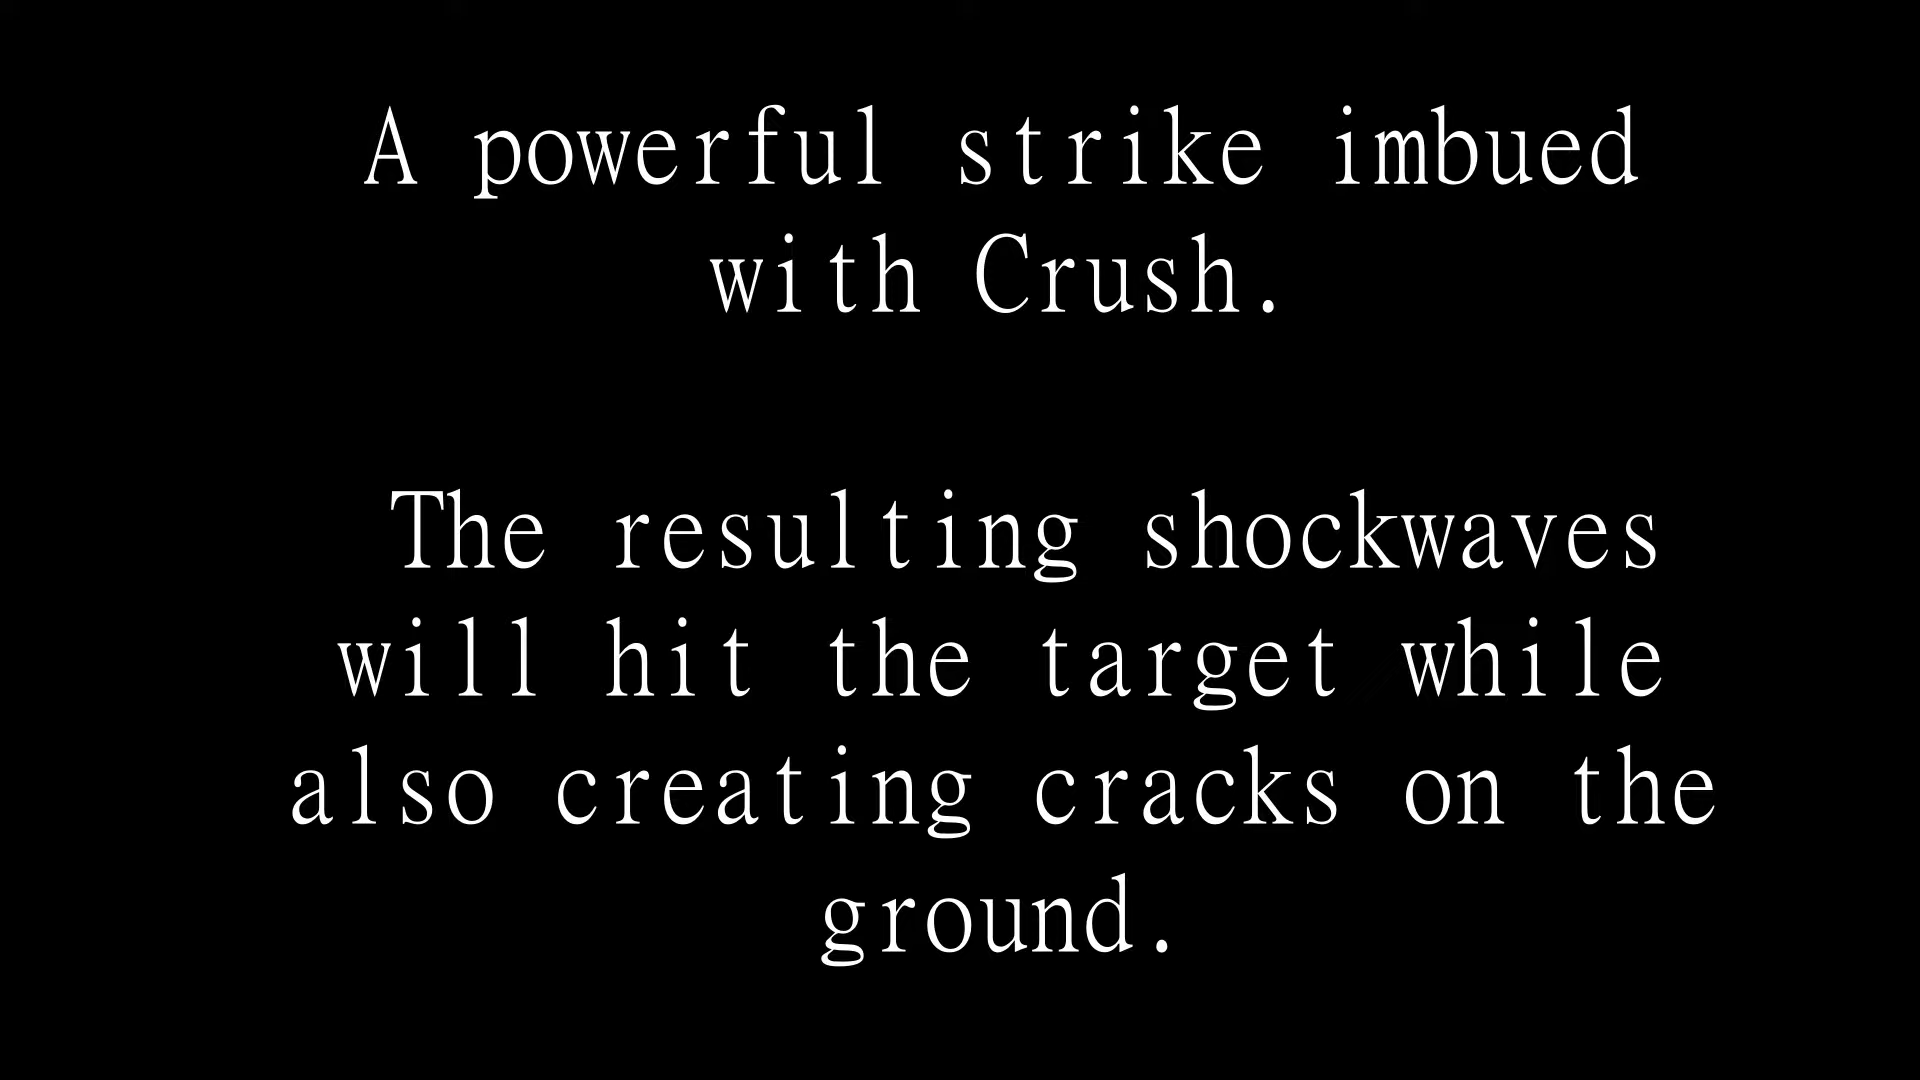 A powerful strike imbued
with Crush.
The resulting shockwaves
will hit the target while
also creating cracks on the
ground.